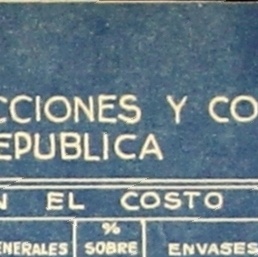 CCIONES Y CO
EPUBLICA
N EL COSTO
%
ENERALES SOBRE ENVASES